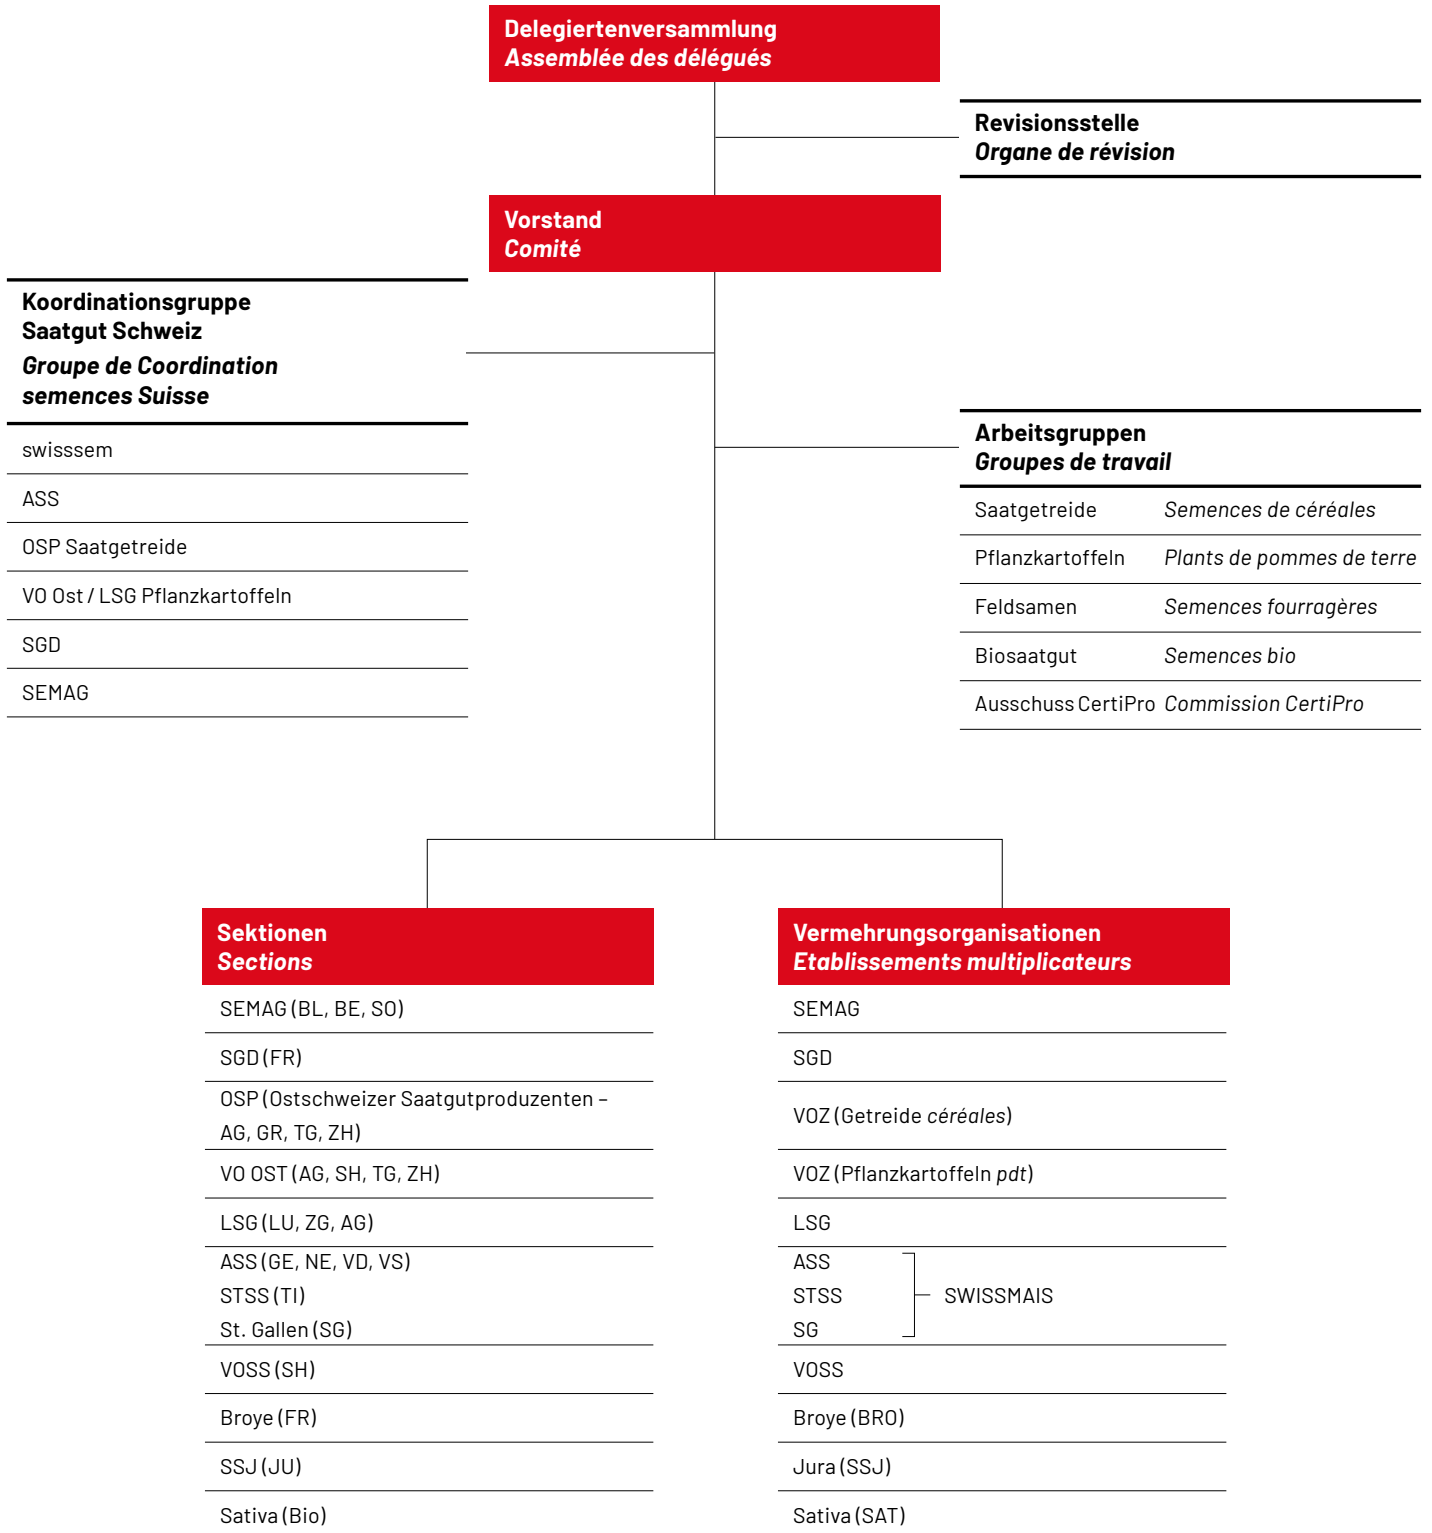 Delegiertenversammlung
Assemblée des délégués
Revisionsstelle
Organe de révision
Vorstand
Comité
Koordinationsgruppe
Saatgut Schweiz
Groupe de Coordination
semences Suisse
swisssem
ASS
OSP Saatgetreide
VO Ost / LSG Pflanzkartoffeln
SGD
SEMAG
Arbeitsgruppen
Groupes de travail
Saatgetreide Semences de céréales
Pflanzkartoffeln Plants de pommes de terre
Feldsamen Semences fourragères
Biosaatgut Semences bio
Ausschuss CertiPro Commission CertiPro
Sektionen
Sections
SEMAG (BL, BE, SO)
SGD (FR)
OSP (Ostschweizer Saatgutproduzenten –
AG, GR, TG, ZH)
VO OST (AG, SH, TG, ZH)
LSG (LU, ZG, AG)
ASS (GE, NE, VD, VS)
STSS (TI)
St. Gallen (SG)
VOSS (SH)
Broye (FR)
SSJ (JU)
Sativa (Bio)
Vermehrungsorganisationen
Etablissements multiplicateurs
SEMAG
SGD
VOZ (Getreide céréales)
VOZ (Pflanzkartoffeln pdt)
LSG
ASS
STSS SWISSMAIS
SG
VOSS
Broye (BRO)
Jura (SSJ)
Sativa (SAT)